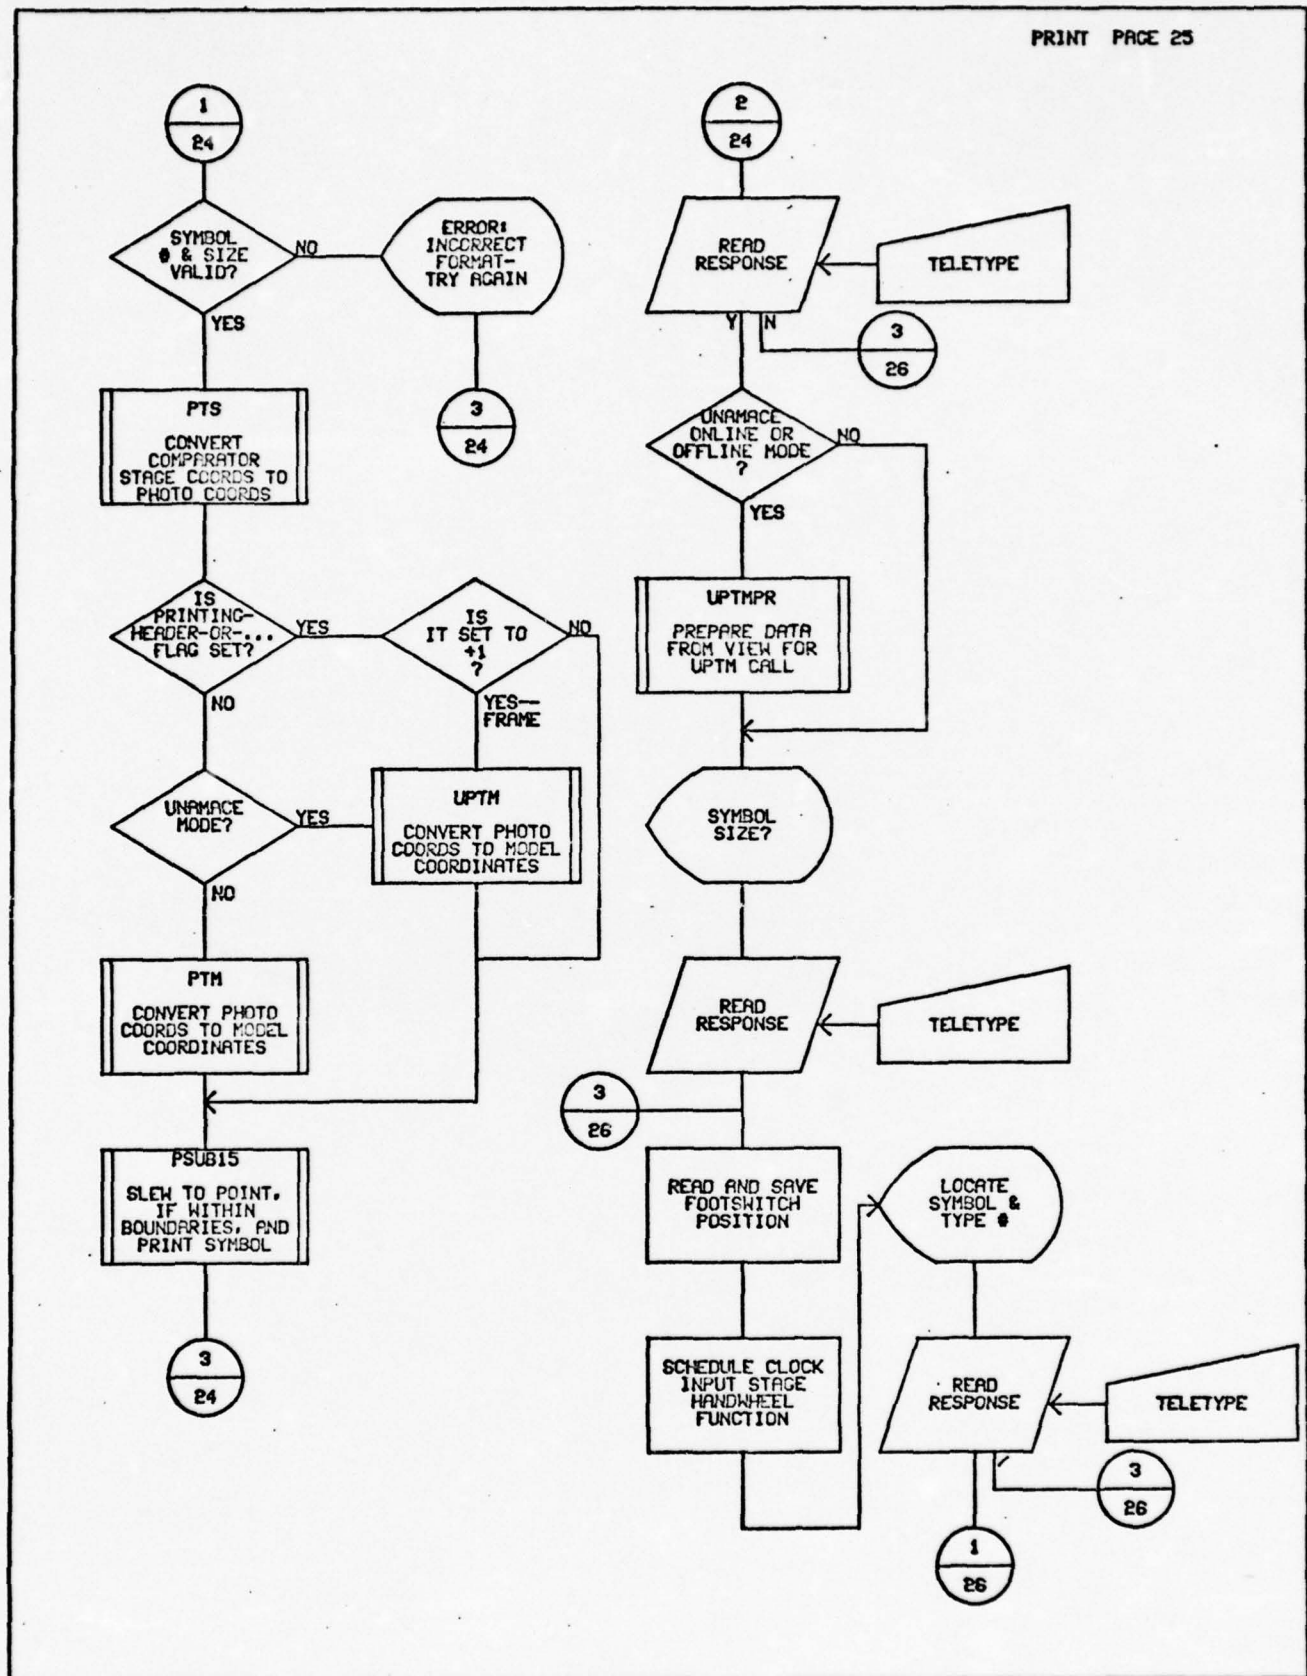 PRINT PAGE 25
1
24
SYMBOL
# & SIZE
VALID?
NO
YES
ERROR:
INCORRECT
FORMAT-
TRY AGAIN
3
24
PTS
CONVERT
COMPARATOR
STAGE COORDS TO
PHOTO COORDS
IS
PRINTING-
HEADER-OR-...
FLAG SET?
YES
NO
IS
IT SET TO
+1
?
NO
YES—
FRAME
UNAMACE
MODE?
YES
NO
UPTM
CONVERT PHOTO
COORDS TO MODEL
COORDINATES
PTM
CONVERT PHOTO
COORDS TO MODEL
COORDINATES
PSUB15
SLEW TO POINT,
IF WITHIN
BOUNDARIES, AND
PRINT SYMBOL
3
24
2
24
READ
RESPONSE
TELETYPE
Y
N
3
26
UNAMACE
ONLINE OR
OFFLINE MODE
?
NO
YES
UPTMPR
PREPARE DATA
FROM VIEW FOR
UPTM CALL
SYMBOL
SIZE?
READ
RESPONSE
TELETYPE
3
26
READ AND SAVE
FOOTSWITCH
POSITION
SCHEDULE CLOCK
INPUT STAGE
HANDWHEEL
FUNCTION
LOCATE
SYMBOL &
TYPE #
READ
RESPONSE
TELETYPE
/
3
26
1
26